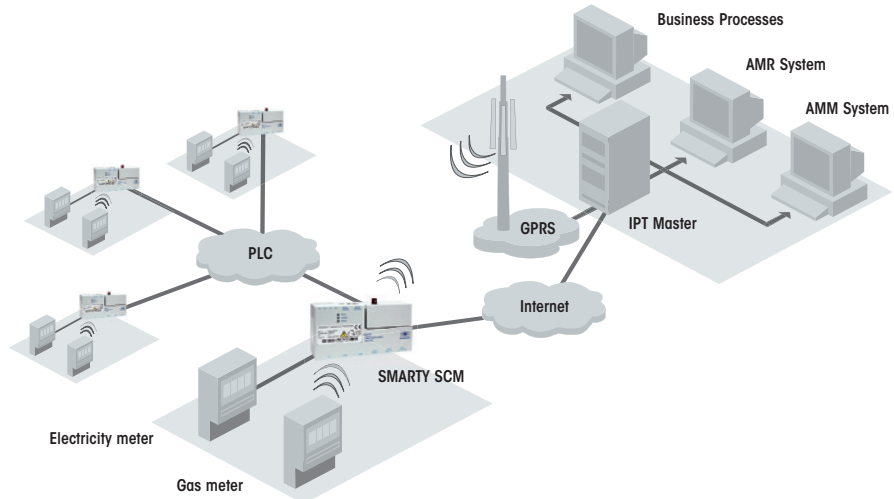 Business Processes
AMR System
AMM System
IPT Master
GPRS
PLC
Internet
SMARTY SCM
Electricity meter
Gas meter